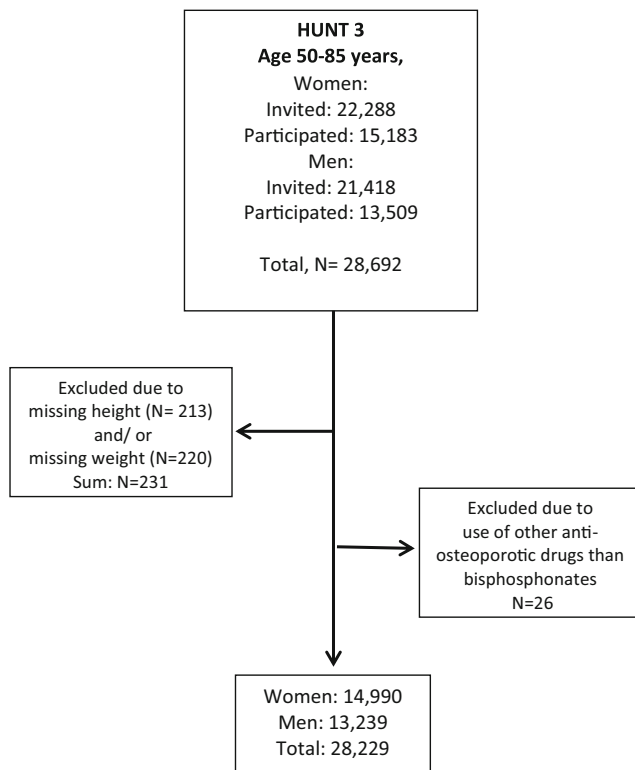 HUNT 3
Age 50-85 years,
Women:
Invited: 22,288
Participated: 15,183
Men:
Invited: 21,418
Participated: 13,509
Total, N= 28,692
Excluded due to
missing height (N= 213)
and/ or
missing weight (N=220)
Sum: N=231
Excluded due to
use of other anti-
osteoporotic drugs than
bisphosphonates
N=26
Women: 14,990
Men: 13,239
Total: 28,229